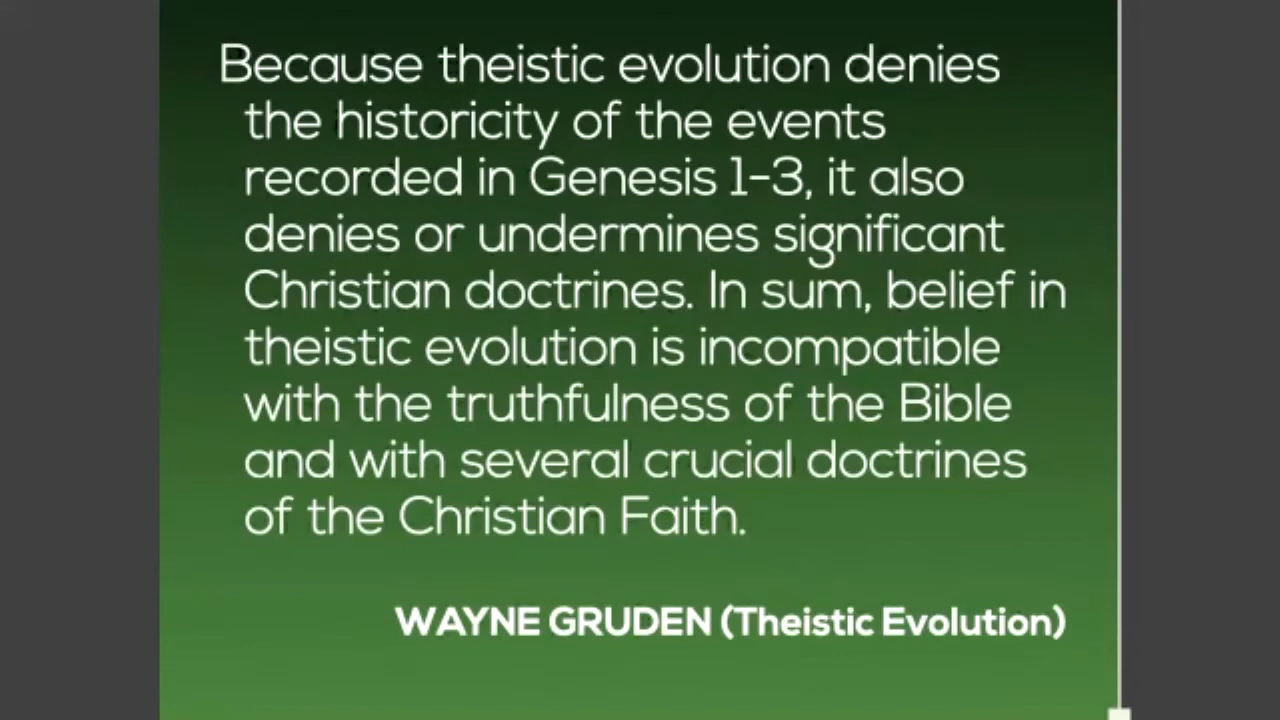 Because theistic evolution denies
the historicity of the events
recorded in Genesis 1-3, it also
denies or undermines significant
Christian doctrines. In sum, belief in
theistic evolution is incompatible
with the truthfulness of the Bible
and with several crucial doctrines
of the Christian Faith.
WAYNE GRUDEN (Theistic Evolution)